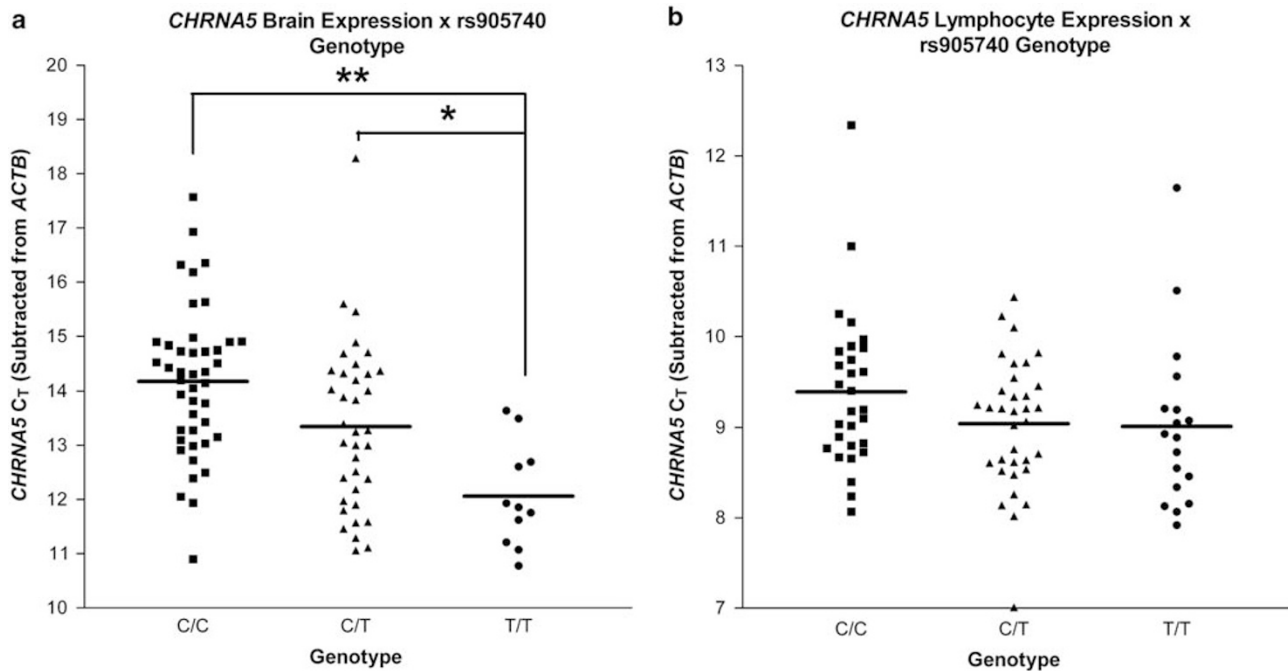 a
CHRNA5 Brain Expression x rs905740
Genotype
**
*
CHRNA5 CT (Subtracted from ACTB)
20
19
18
17
16
15
14
13
12
11
10
C/C
C/T
T/T
Genotype
b
CHRNA5 Lymphocyte Expression x
rs905740 Genotype
CHRNA5 CT (Subtracted from ACTB)
13
12
11
10
9
8
7
C/C
C/T
T/T
Genotype